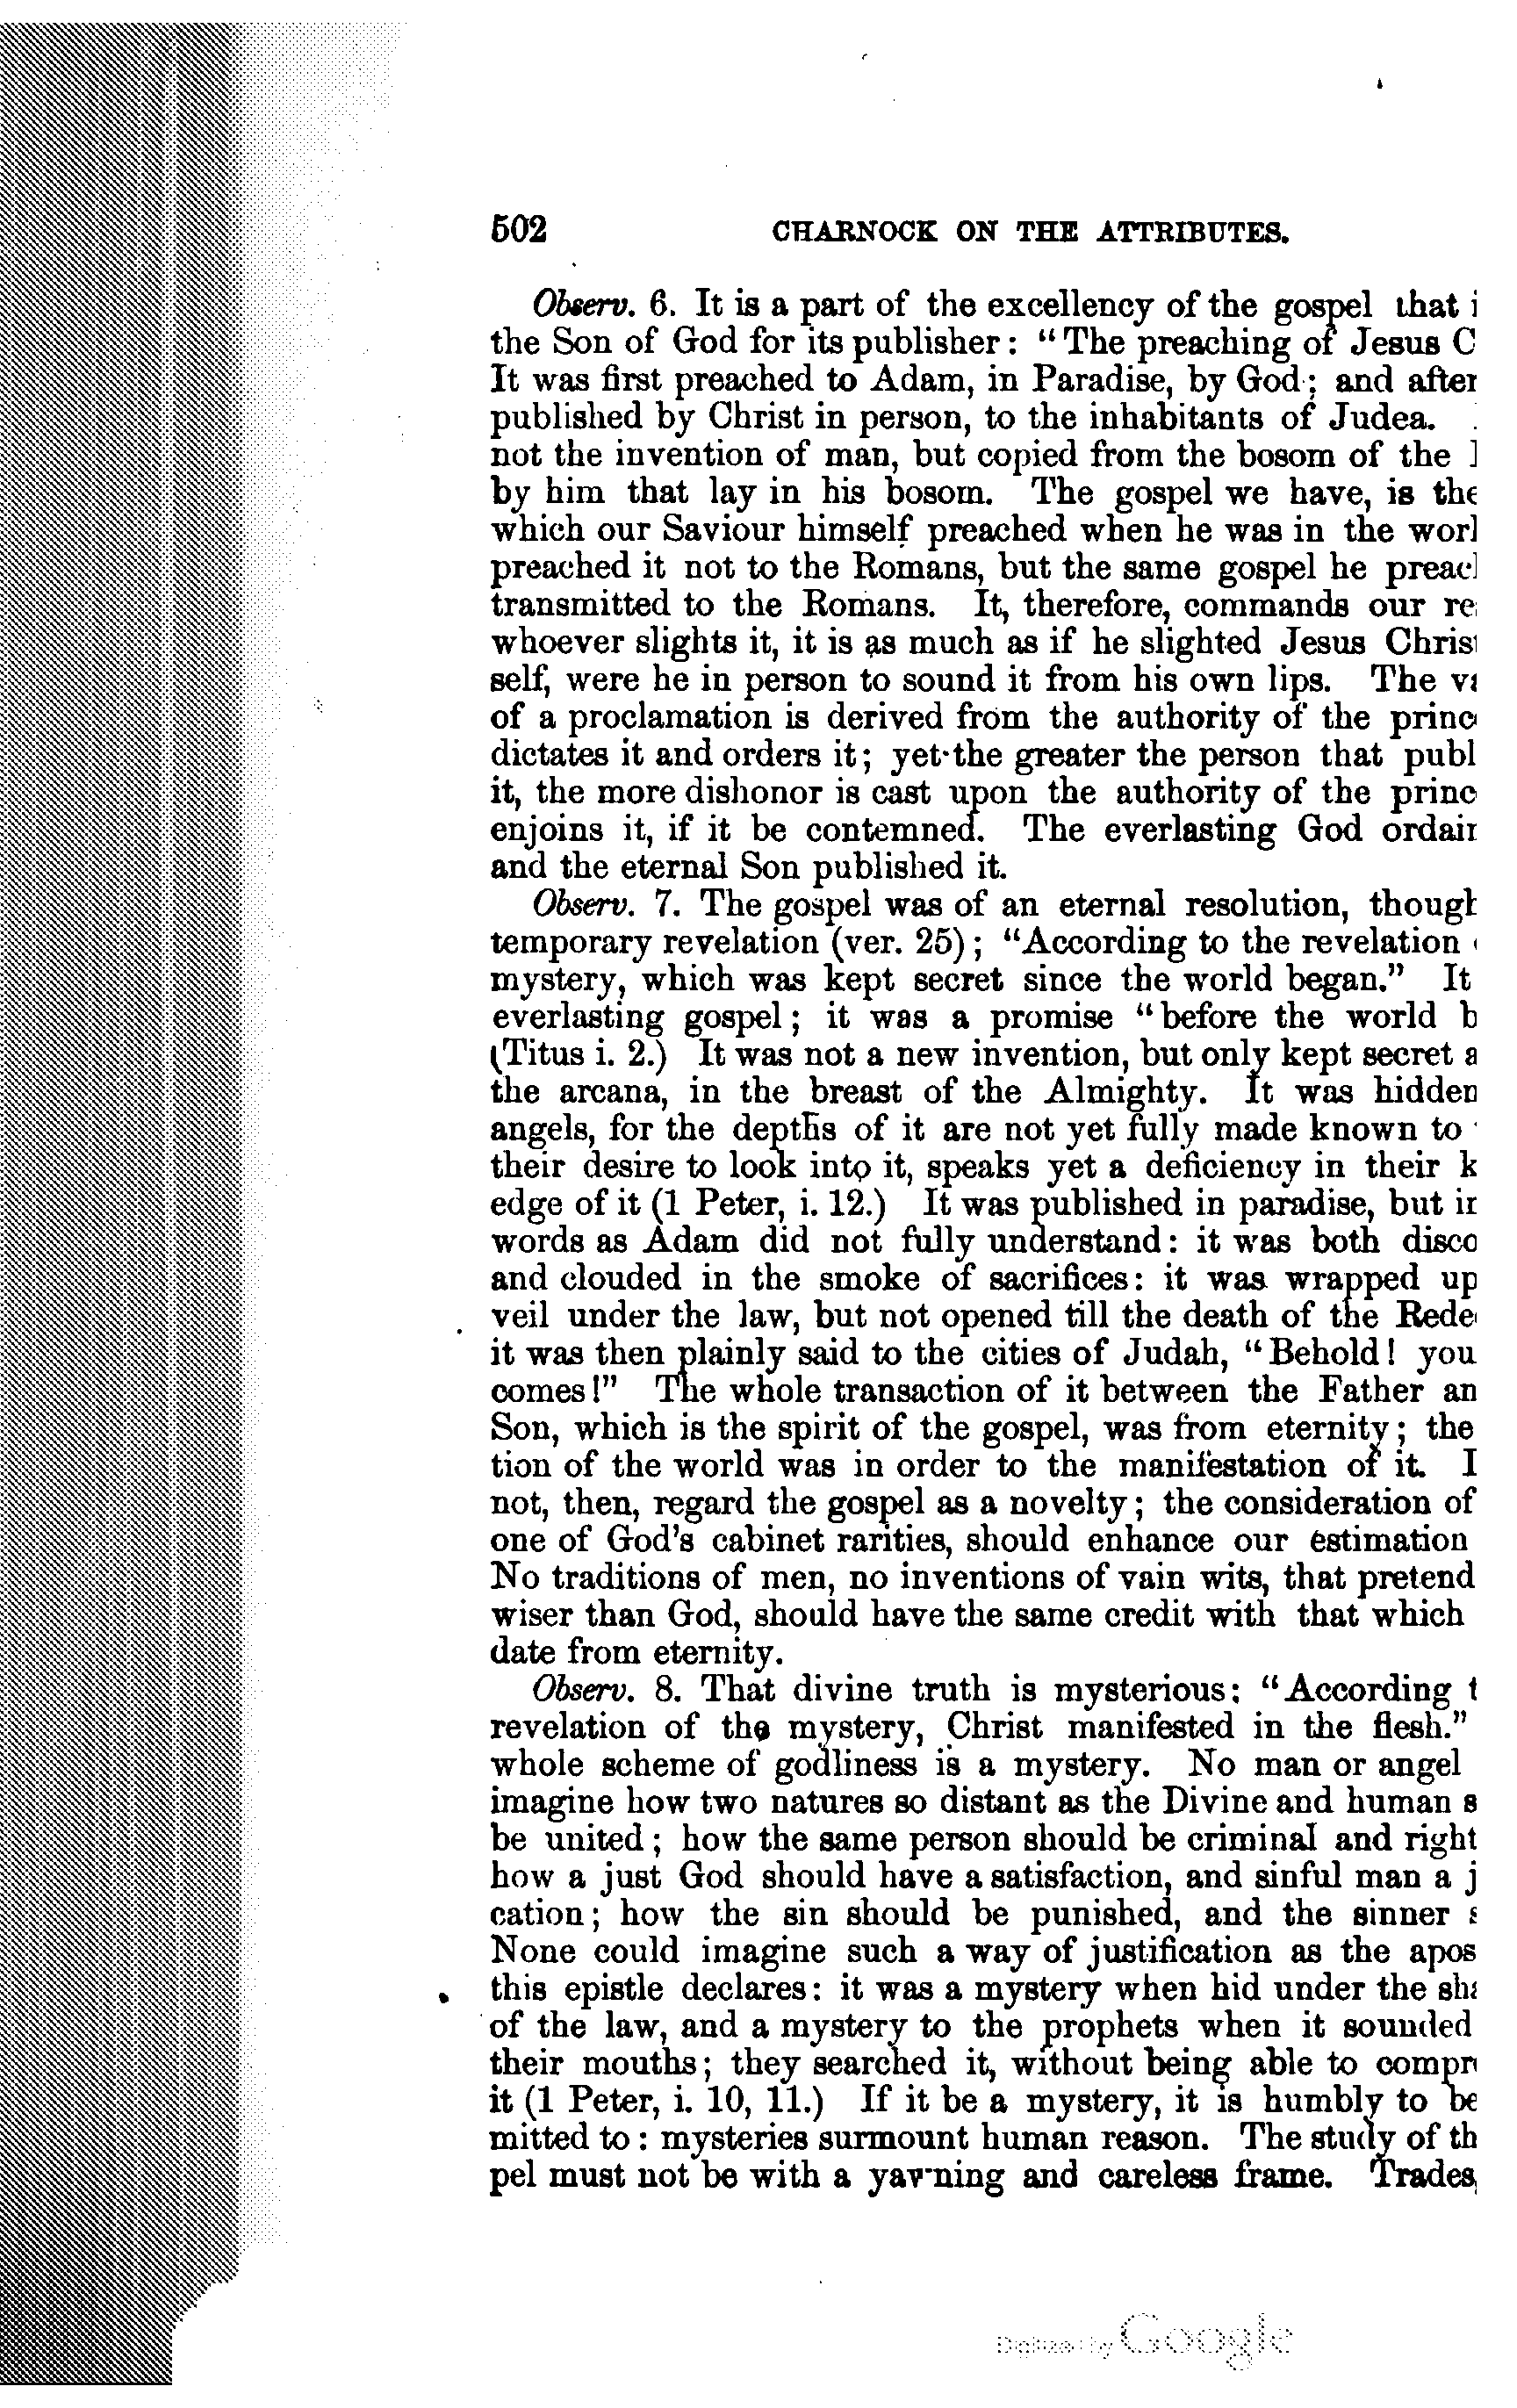 502 CHARNOCK ON THE ATTRIBUTES.
Observ. 6. It is a part of the excellency of the gospel that
the Son of God for its publisher: “The preaching of Jesus
It was first preached to Adam, in Paradise, by God; and
published by Christ in person, to the inhabitants of Judea.
not the invention of man, but copied from the bosom of the
by him that lay in his bosom. The gospel we have, is
which our Saviour himself preached when he was in the
preached it not to the Romans, but the same gospel he
transmitted to the Romans. It, therefore, commands our
whoever slights it, it is as much as if he slighted Jesus
self, were he in person to sound it from his own lips. The
of a proclamation is derived from the authority of the
dictates it and orders it; yet the greater the person that publ
it, the more dishonor is cast upon the authority of the
enjoins it, if it be contemned. The everlasting God
and the eternal Son published it.
Observ. 7. The gospel was of an eternal resolution,
temporary revelation (ver. 25); “According to the revelation
mystery, which was kept secret since the world began.” It
everlasting gospel; it was a promise “before the world b
(Titus i. 2.) It was not a new invention, but only kept secret a
the arcana, in the breast of the Almighty. It was hidden
angels, for the depths of it are not yet fully made known to
their desire to look into it, speaks yet a deficiency in their k
edge of it (1 Peter, i. 12.) It was published in paradise, but
words as Adam did not fully understand: it was both disco
and clouded in the smoke of sacrifices: it was wrapped up
veil under the law, but not opened till the death of the Rede
it was then plainly said to the cities of Judah, “Behold! you
comes!” The whole transaction of it between the Father an
Son, which is the spirit of the gospel, was from eternity; the
tion of the world was in order to the manifestation of it.
not, then, regard the gospel as a novelty; the consideration of
one of God’s cabinet rarities, should enhance our estimation
No traditions of men, no inventions of vain wits, that pretend
wiser than God, should have the same credit with that which
date from eternity.
Observ. 8. That divine truth is mysterious: “According
revelation of the mystery, Christ manifested in the flesh.”
whole scheme of godliness is a mystery. No man or angel
imagine how two natures so distant as the Divine and human s
be united; how the same person should be criminal and right
how a just God should have a satisfaction, and sinful man a j
cation; how the sin should be punished, and the sinner
None could imagine such a way of justification as the apos
this epistle declares: it was a mystery when hid under the
of the law, and a mystery to the prophets when it sounded
their mouths; they searched it, without being able to
it (1 Peter, i. 10, 11.) If it be a mystery, it is humbly to be
mitted to: mysteries surmount human reason. The study of th
pel must not be with a yawning and careless frame. Trades,
Digitized by Google